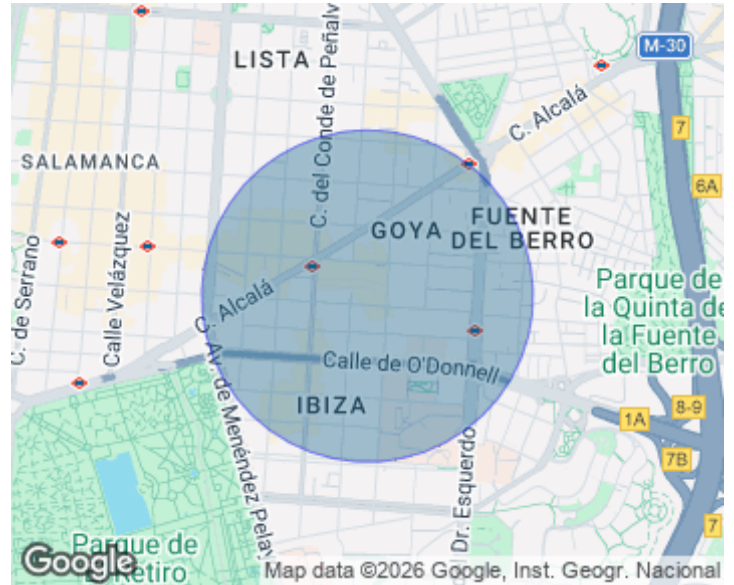 LISTA
C. del Conde de Peñalv
M-30
C. Alcalá
7
SALAMANCA
6A
GOYA
FUENTE
DEL BERRO
C. de Serrano
Calle Velázquez
Parque de
la Quinta de
la Fuente
del Berro
C. Alcalá
Calle de O'Donnell
C. Av. de Menéndez Pelay
IBIZA
8-9
1A
7B
Dr. Esquerdo
7
Parque de
El Retiro
Google
Map data ©2026 Google, Inst. Geogr. Nacional